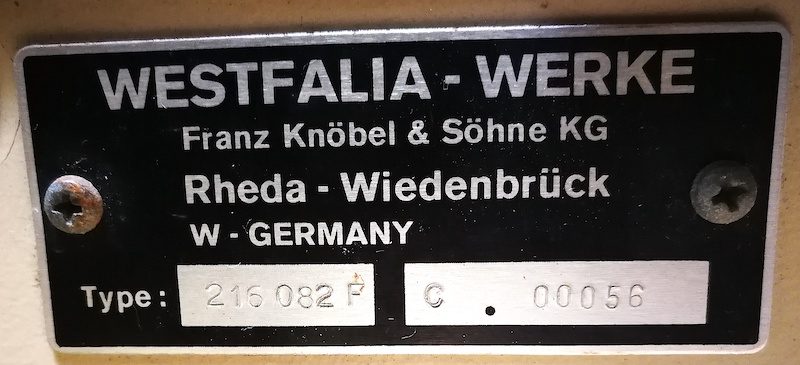 WESTFALIA - WERKE
Franz Knöbel & Söhne KG
Rheda - Wiedenbrück
W - GERMANY
Type: 216 082 F C . 00056